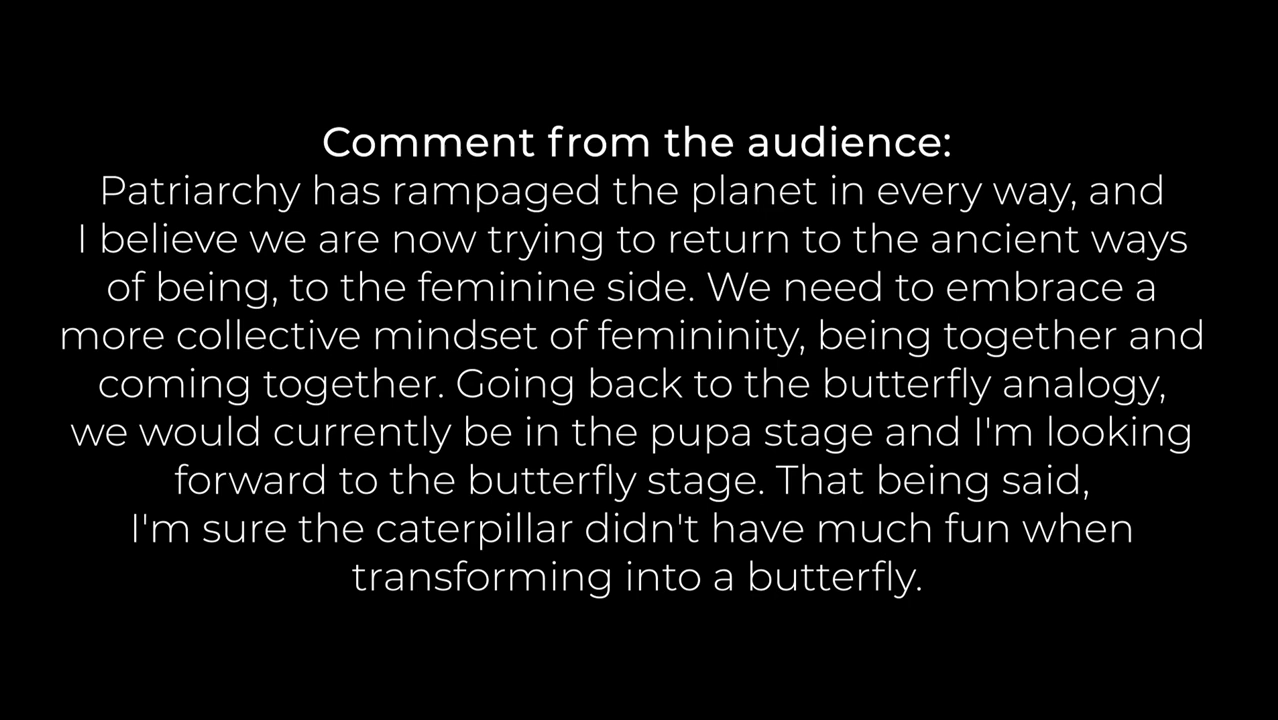 Comment from the audience:
Patriarchy has rampaged the planet in every way, and
I believe we are now trying to return to the ancient ways
of being, to the feminine side. We need to embrace a
more collective mindset of femininity, being together and
coming together. Going back to the butterfly analogy,
we would currently be in the pupa stage and I'm looking
forward to the butterfly stage. That being said,
I'm sure the caterpillar didn't have much fun when
transforming into a butterfly.